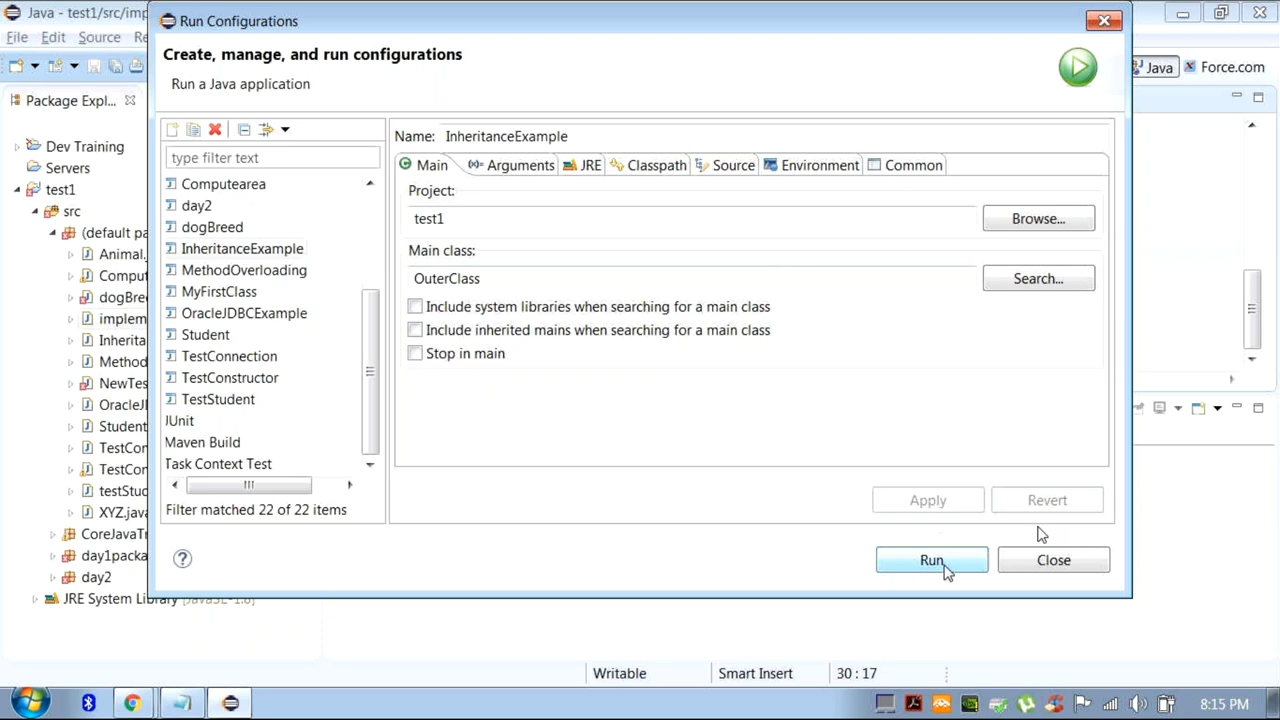 Java - test1/src/imp
Run Configurations
File Edit Source Re
Create, manage, and run configurations
Run a Java application
Java Force.com
Package Expl...
Dev Training
Servers
test1
src
(default pa
Animal.
Comput
dogBree
implem
Inherita
Method
NewTes
OracleJD
Student
TestCon
TestCon
testStud
XYZ.java
CoreJavaTr
day1packa
day2
JRE System Library [JavaSE-1.8]
type filter text
Computearea
day2
dogBreed
InheritanceExample
MethodOverloading
MyFirstClass
OracleJDBCExample
Student
TestConnection
TestConstructor
TestStudent
JUnit
Maven Build
Task Context Test
Filter matched 22 of 22 items
Name: InheritanceExample
Main Arguments JRE Classpath Source Environment Common
Project:
test1
Browse...
Main class:
OuterClass
Search...
Include system libraries when searching for a main class
Include inherited mains when searching for a main class
Stop in main
Apply Revert
Run Close
Writable Smart Insert 30 : 17
8:15 PM